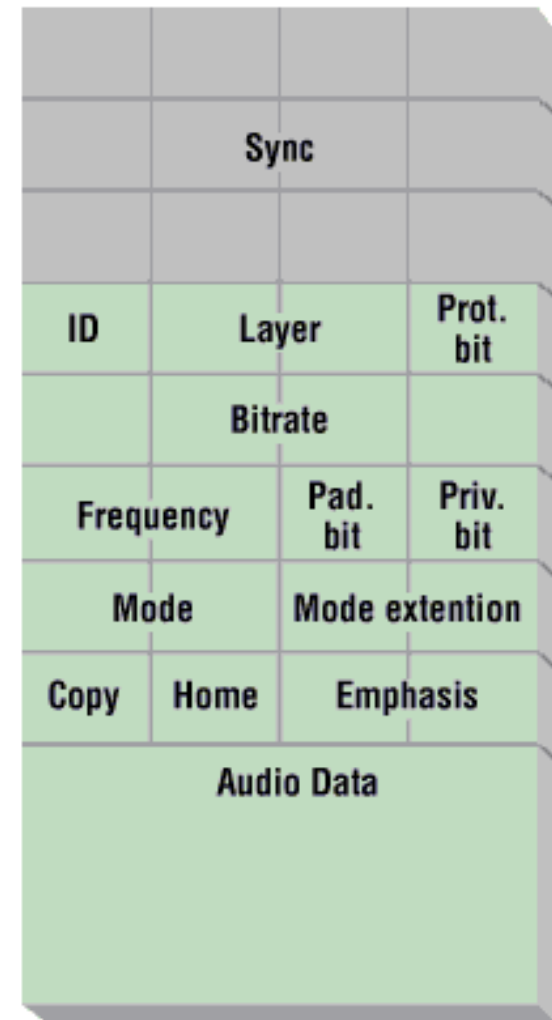 Sync
ID Layer Prot. bit
Bitrate
Frequency Pad. bit Priv. bit
Mode Mode extention
Copy Home Emphasis
Audio Data